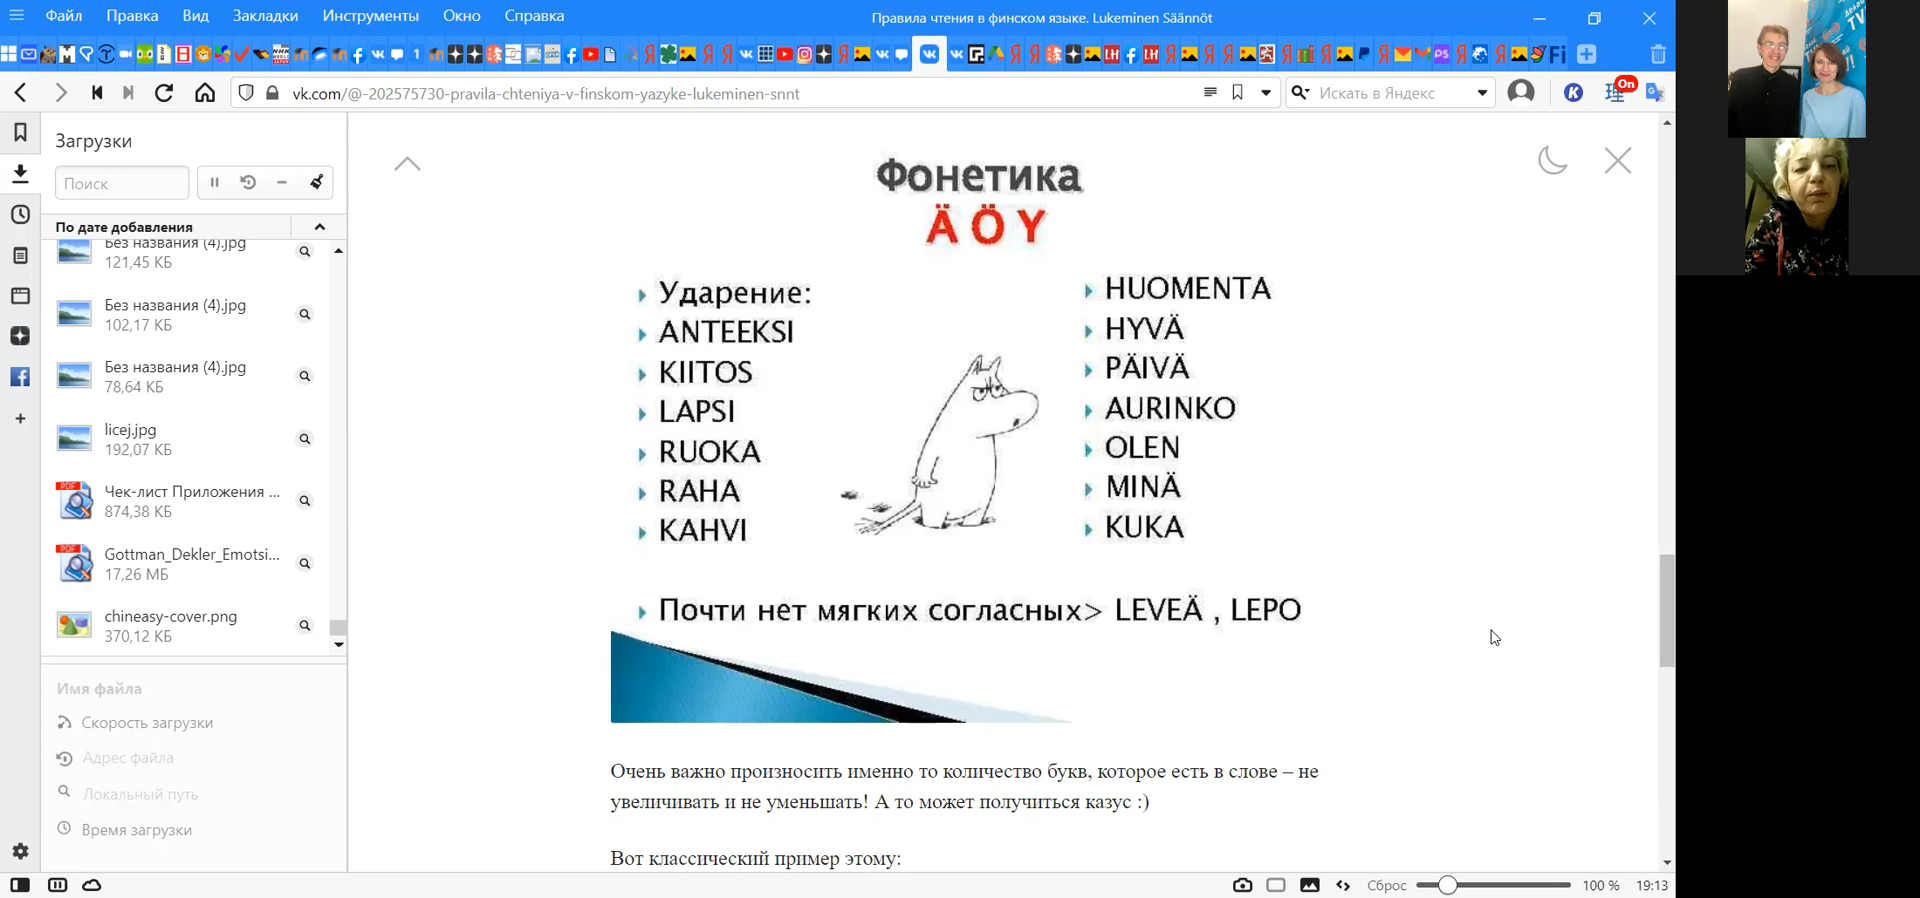 Файл Правка Вид Закладки Инструменты Окно Справка
Правила чтения в финском языке. Lukeminen Säännöt
vk.com/@-202575730-pravila-chteniya-v-finskom-yazyke-lukeminen-snnt
Искать в Яндекс
On
Загрузки
Поиск
По дате добавления
Без названия (4).jpg
121,45 КБ
Без названия (4).jpg
102,17 КБ
Без названия (4).jpg
78,64 КБ
licej.jpg
192,07 КБ
Чек-лист Приложения ...
874,38 КБ
Gottman_Dekler_Emotsi...
17,26 МБ
chineasy-cover.png
370,12 КБ
Имя файла
Скорость загрузки
Адрес файла
Локальный путь
Время загрузки
Фонетика
Ä Ö Y
Ударение:
ANTEEKSI
KIITOS
LAPSI
RUOKA
RAHA
KAHVI
HUOMENTA
HYVÄ
PÄIVÄ
AURINKO
OLEN
MINÄ
KUKA
Почти нет мягких согласных> LEVEÄ , LEPO
Очень важно произносить именно то количество букв, которое есть в слове – не
увеличивать и не уменьшать! А то может получиться казус :)
Вот классический пример этому:
Сброс 100 % 19:13